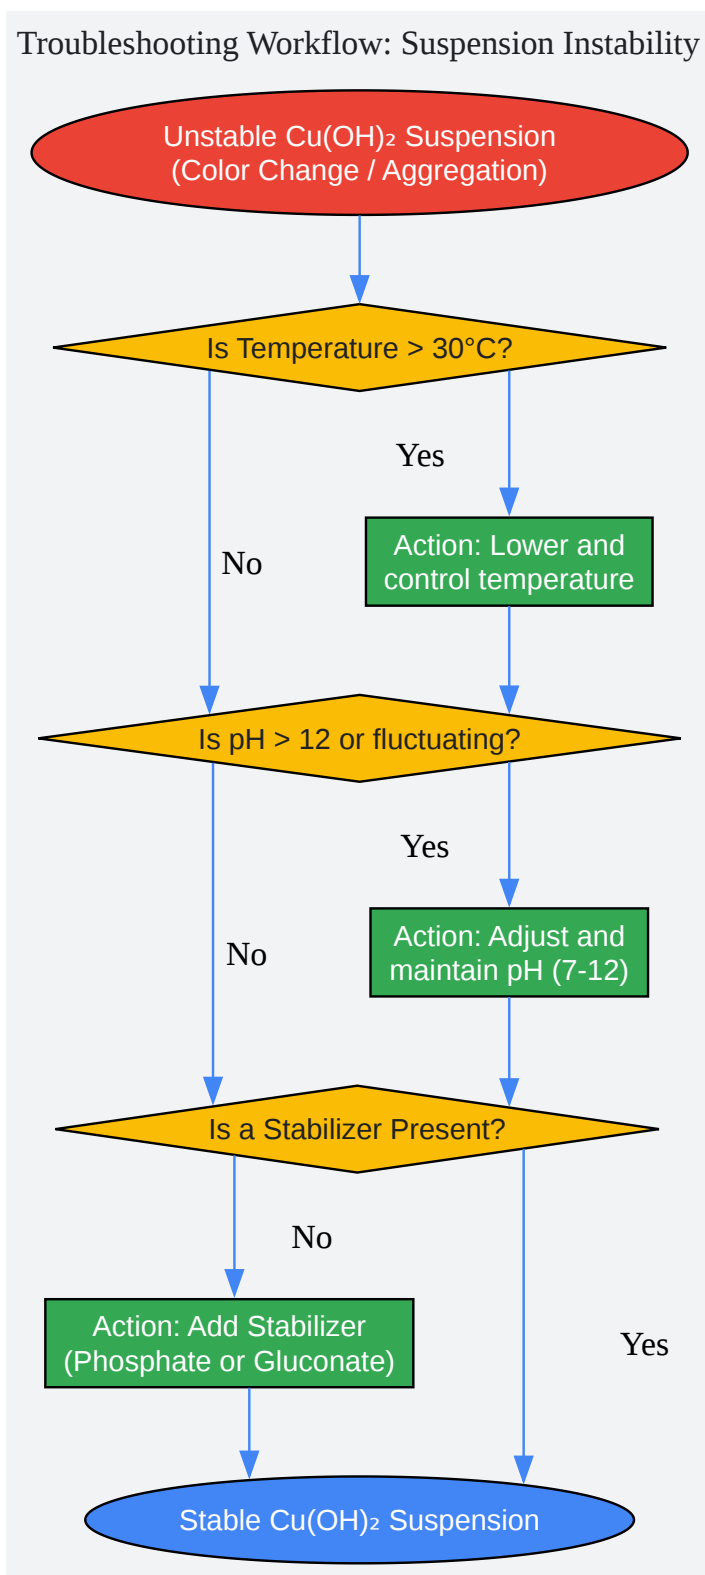 Troubleshooting Workflow: Suspension Instability
Unstable Cu(OH)₂ Suspension
(Color Change / Aggregation)
Is Temperature > 30°C?
Yes
No
Action: Lower and
control temperature
Is pH > 12 or fluctuating?
Yes
No
Action: Adjust and
maintain pH (7-12)
Is a Stabilizer Present?
No
Action: Add Stabilizer
(Phosphate or Gluconate)
Yes
Stable Cu(OH)₂ Suspension